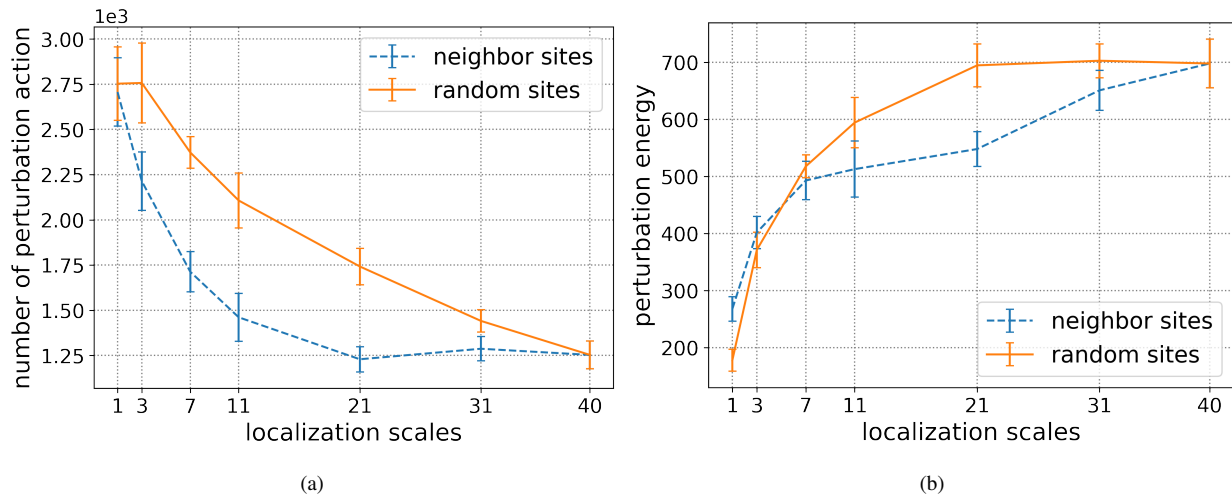 1e3
3.00
2.75
2.50
2.25
2.00
1.75
1.50
1.25
number of perturbation action
neighbor sites
random sites
1 3 7 11 21 31 40
localization scales
(a)
700
600
500
400
300
200
perturbation energy
neighbor sites
random sites
1 3 7 11 21 31 40
localization scales
(b)